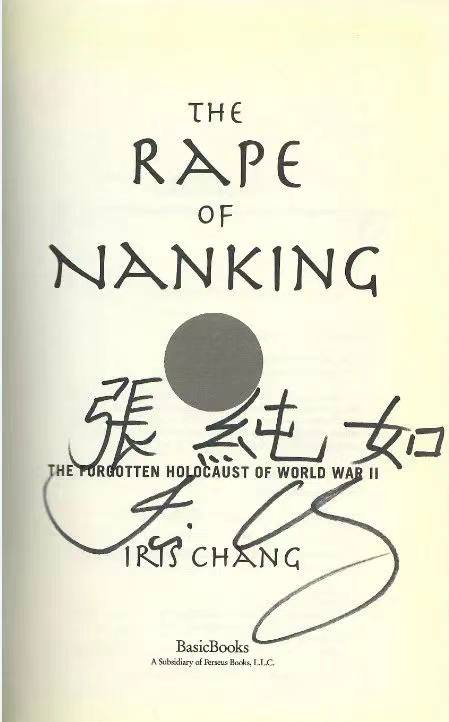 THE
RAPE
OF
NANKING
張純如
THE FORGOTTEN HOLOCAUST OF WORLD WAR II
IRIS CHANG
BasicBooks
A Subsidiary of Perseus Books, L.L.C.